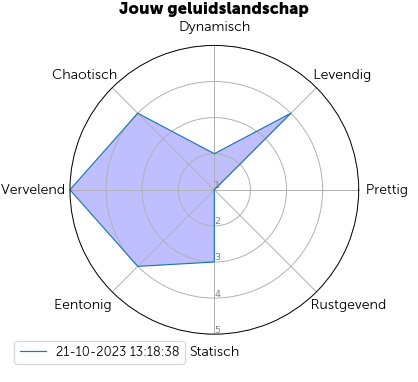 Jouw geluidslandschap
Dynamisch
Chaotisch
Levendig
Vervelend
1
Prettig
2
3
4
Eentonig
Rustgevend
5
21-10-2023 13:18:38
Statisch